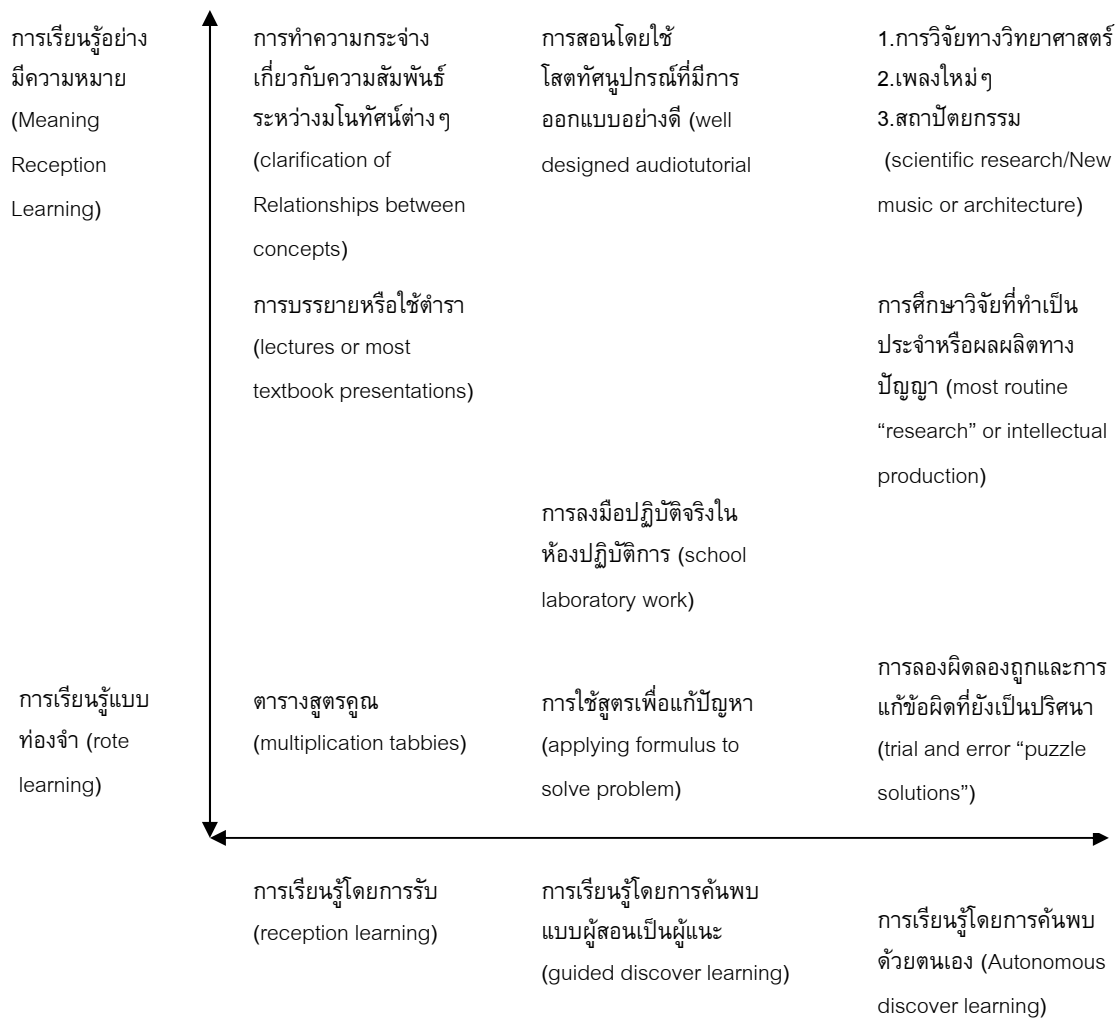 การเรียนรู้อย่าง
มีความหมาย
(Meaning
Reception
Learning)
การทำความกระจ่าง
เกี่ยวกับความสัมพันธ์
ระหว่างมโนทัศน์ต่างๆ
(clarification of
Relationships between
concepts)
การสอนโดยใช้
โสตทัศนูปกรณ์ที่มีการ
ออกแบบอย่างดี (well
designed audiotutorial
1.การวิจัยทางวิทยาศาสตร์
2.เพลงใหม่ๆ
3.สถาปัตยกรรม
(scientific research/New
music or architecture)
การบรรยายหรือใช้ตำรา
(lectures or most
textbook presentations)
การศึกษาวิจัยที่ทำเป็น
ประจำหรือผลผลิตทาง
ปัญญา (most routine
“research” or intellectual
production)
การลงมือปฏิบัติจริงใน
ห้องปฏิบัติการ (school
laboratory work)
การเรียนรู้แบบ
ท่องจำ (rote
learning)
ตารางสูตรคูณ
(multiplication tabbies)
การใช้สูตรเพื่อแก้ปัญหา
(applying formulus to
solve problem)
การลองผิดลองถูกและการ
แก้ข้อผิดที่ยังเป็นปริศนา
(trial and error “puzzle
solutions”)
การเรียนรู้โดยการรับ
(reception learning)
การเรียนรู้โดยการค้นพบ
แบบผู้สอนเป็นผู้แนะ
(guided discover learning)
การเรียนรู้โดยการค้นพบ
ด้วยตนเอง (Autonomous
discover learning)